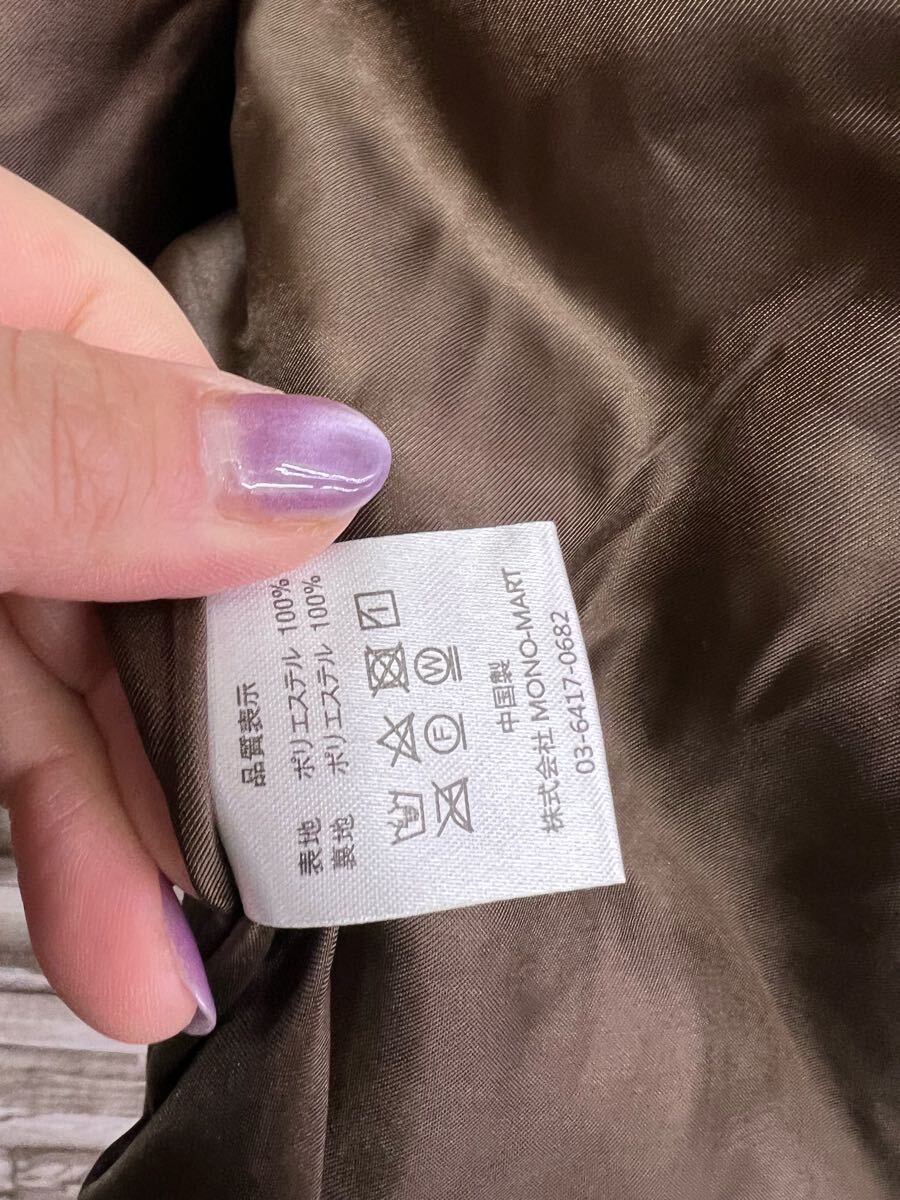 品質表示
表地 ポリエステル 100%
裏地 ポリエステル 100%
F W
中国製
株式会社 MONO-MART
03-6417-0682